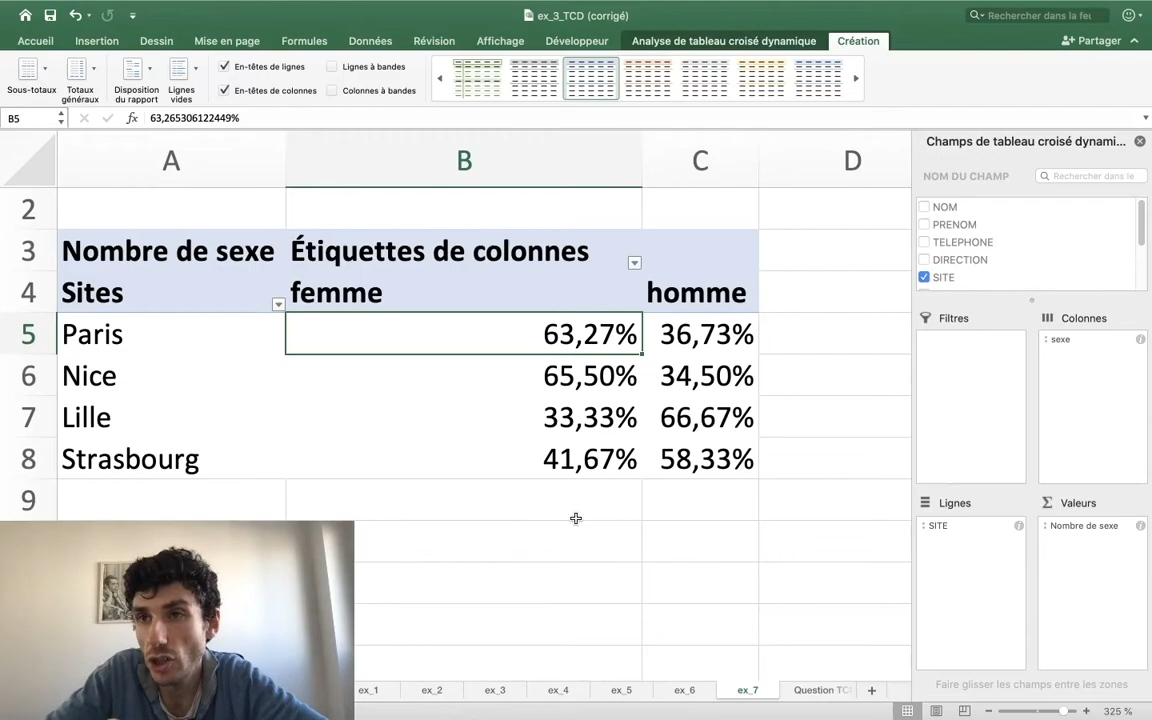 ex_3_TCD (corrigé)
Rechercher dans la feu
Accueil Insertion Dessin Mise en page Formules Données Révision Affichage Développeur Analyse de tableau croisé dynamique Création Partager
En-têtes de lignes Lignes à bandes
Sous-totaux Totaux généraux Disposition du rapport Lignes vides En-têtes de colonnes Colonnes à bandes
B5 fx 63,265306122449%
Champs de tableau croisé dynami...
A B C D
NOM DU CHAMP Rechercher dans le
2
NOM
PRENOM
TELEPHONE
DIRECTION
SITE
3 Nombre de sexe Étiquettes de colonnes
4 Sites femme homme
5 Paris 63,27% 36,73%
6 Nice 65,50% 34,50%
7 Lille 33,33% 66,67%
8 Strasbourg 41,67% 58,33%
9
Filtres Colonnes
sexe
Lignes Valeurs
SITE Nombre de sexe
Faire glisser les champs entre les zones
ex_1 ex_2 ex_3 ex_4 ex_5 ex_6 ex_7 Question TC
325 %